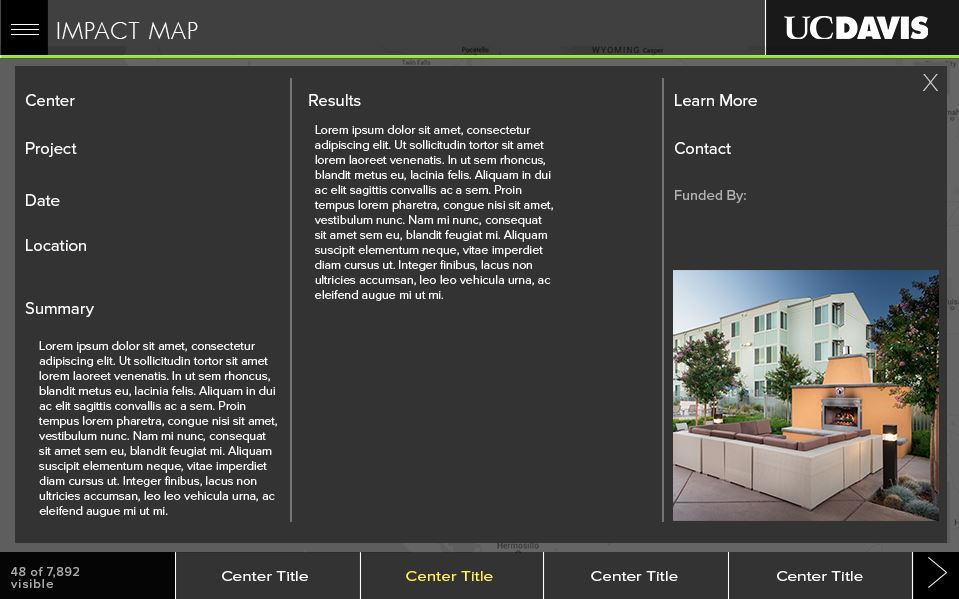 IMPACT MAP
UCDAVIS
Pocatello
WYOMING Casper
Twin Falls
X
Center
Project
Date
Location
Summary
Lorem ipsum dolor sit amet, consectetur
adipiscing elit. Ut sollicitudin tortor sit amet
lorem laoreet venenatis. In ut sem rhoncus,
blandit metus eu, lacinia felis. Aliquam in dui
ac elit sagittis convallis ac a sem. Proin
tempus lorem pharetra, congue nisi sit amet,
vestibulum nunc. Nam mi nunc, consequat
sit amet sem eu, blandit feugiat mi. Aliquam
suscipit elementum neque, vitae imperdiet
diam cursus ut. Integer finibus, lacus non
ultricies accumsan, leo leo vehicula urna, ac
eleifend augue mi ut mi.
Results
Lorem ipsum dolor sit amet, consectetur
adipiscing elit. Ut sollicitudin tortor sit amet
lorem laoreet venenatis. In ut sem rhoncus,
blandit metus eu, lacinia felis. Aliquam in dui
ac elit sagittis convallis ac a sem. Proin
tempus lorem pharetra, congue nisi sit amet,
vestibulum nunc. Nam mi nunc, consequat
sit amet sem eu, blandit feugiat mi. Aliquam
suscipit elementum neque, vitae imperdiet
diam cursus ut. Integer finibus, lacus non
ultricies accumsan, leo leo vehicula urna, ac
eleifend augue mi ut mi.
Learn More
Contact
Funded By:
Hermosillo
48 of 7,892
visible
Center Title
Center Title
Center Title
Center Title